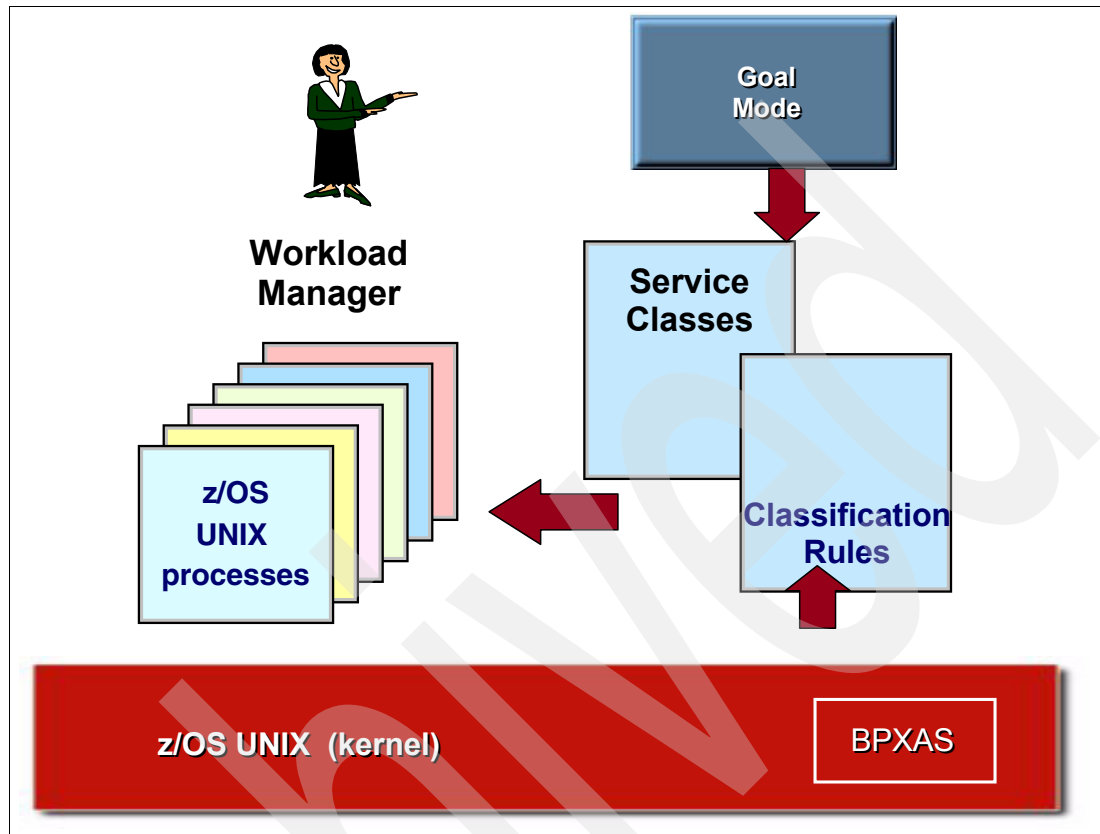 Goal
Mode
Workload
Manager
Service
Classes
Classification
Rules
z/OS
UNIX
processes
z/OS UNIX (kernel)
BPXAS